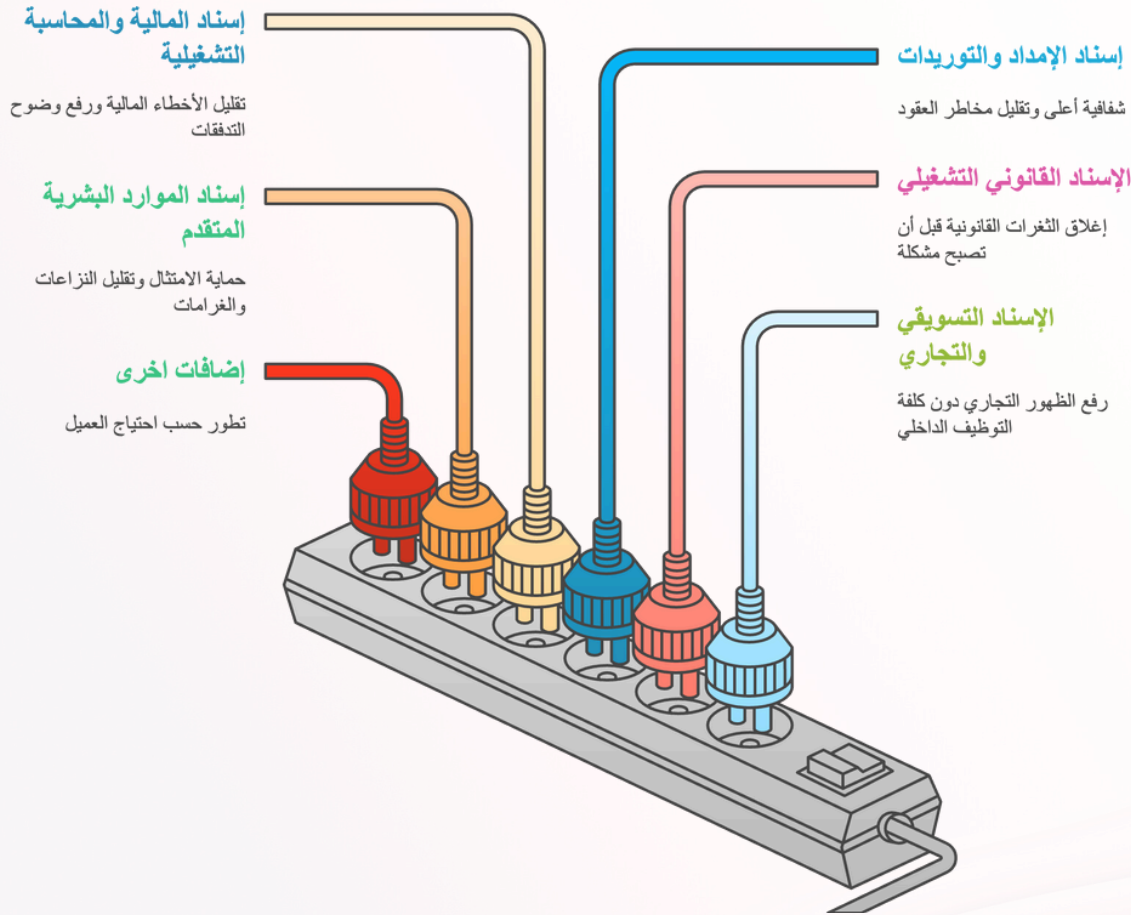 إسناد الإمداد والتوريدات
شفافية أعلى وتقليل مخاطر العقود
الإسناد القانوني التشغيلي
إغلاق الثغرات القانونية قبل أن
تصبح مشكلة
الإسناد التسويقي
والتجاري
رفع الظهور التجاري دون كلفة
التوظيف الداخلي
إسناد المالية والمحاسبة
التشغيلية
تقليل الأخطاء المالية ورفع وضوح
التدفقات
إسناد الموارد البشرية
المتقدم
حماية الامتثال وتقليل النزاعات
والغرامات
إضافات اخرى
تطور حسب احتياج العميل